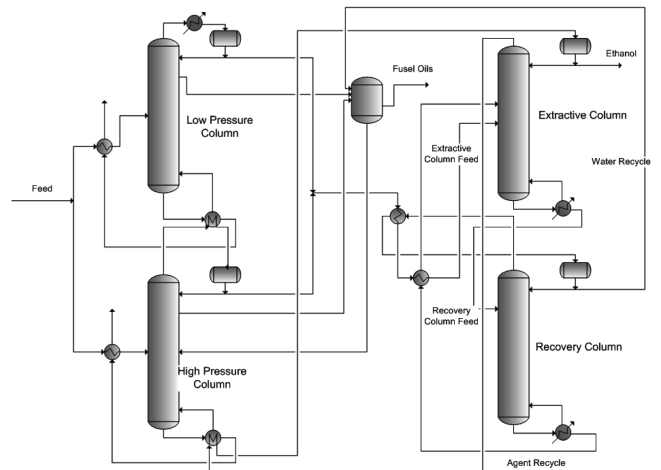 Low Pressure
Column
Fusel Oils
Ethanol
Extractive Column
Extractive
Column Feed
Water Recycle
Feed
Recovery
Column Feed
High Pressure
Column
Recovery Column
Agent Recycle